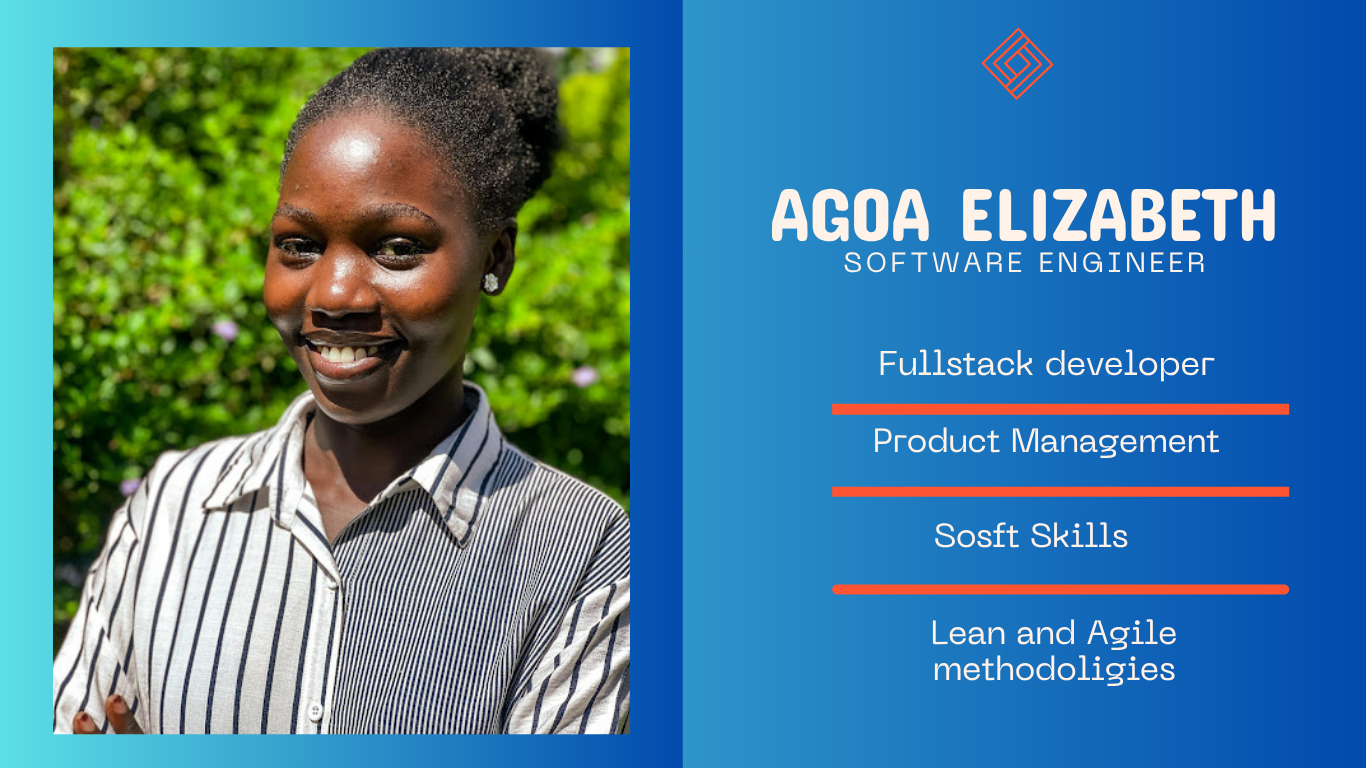 AGOA ELIZABETH
SOFTWARE ENGINEER
Fullstack developer
Product Management
Sosft Skills
Lean and Agile
methodoligies